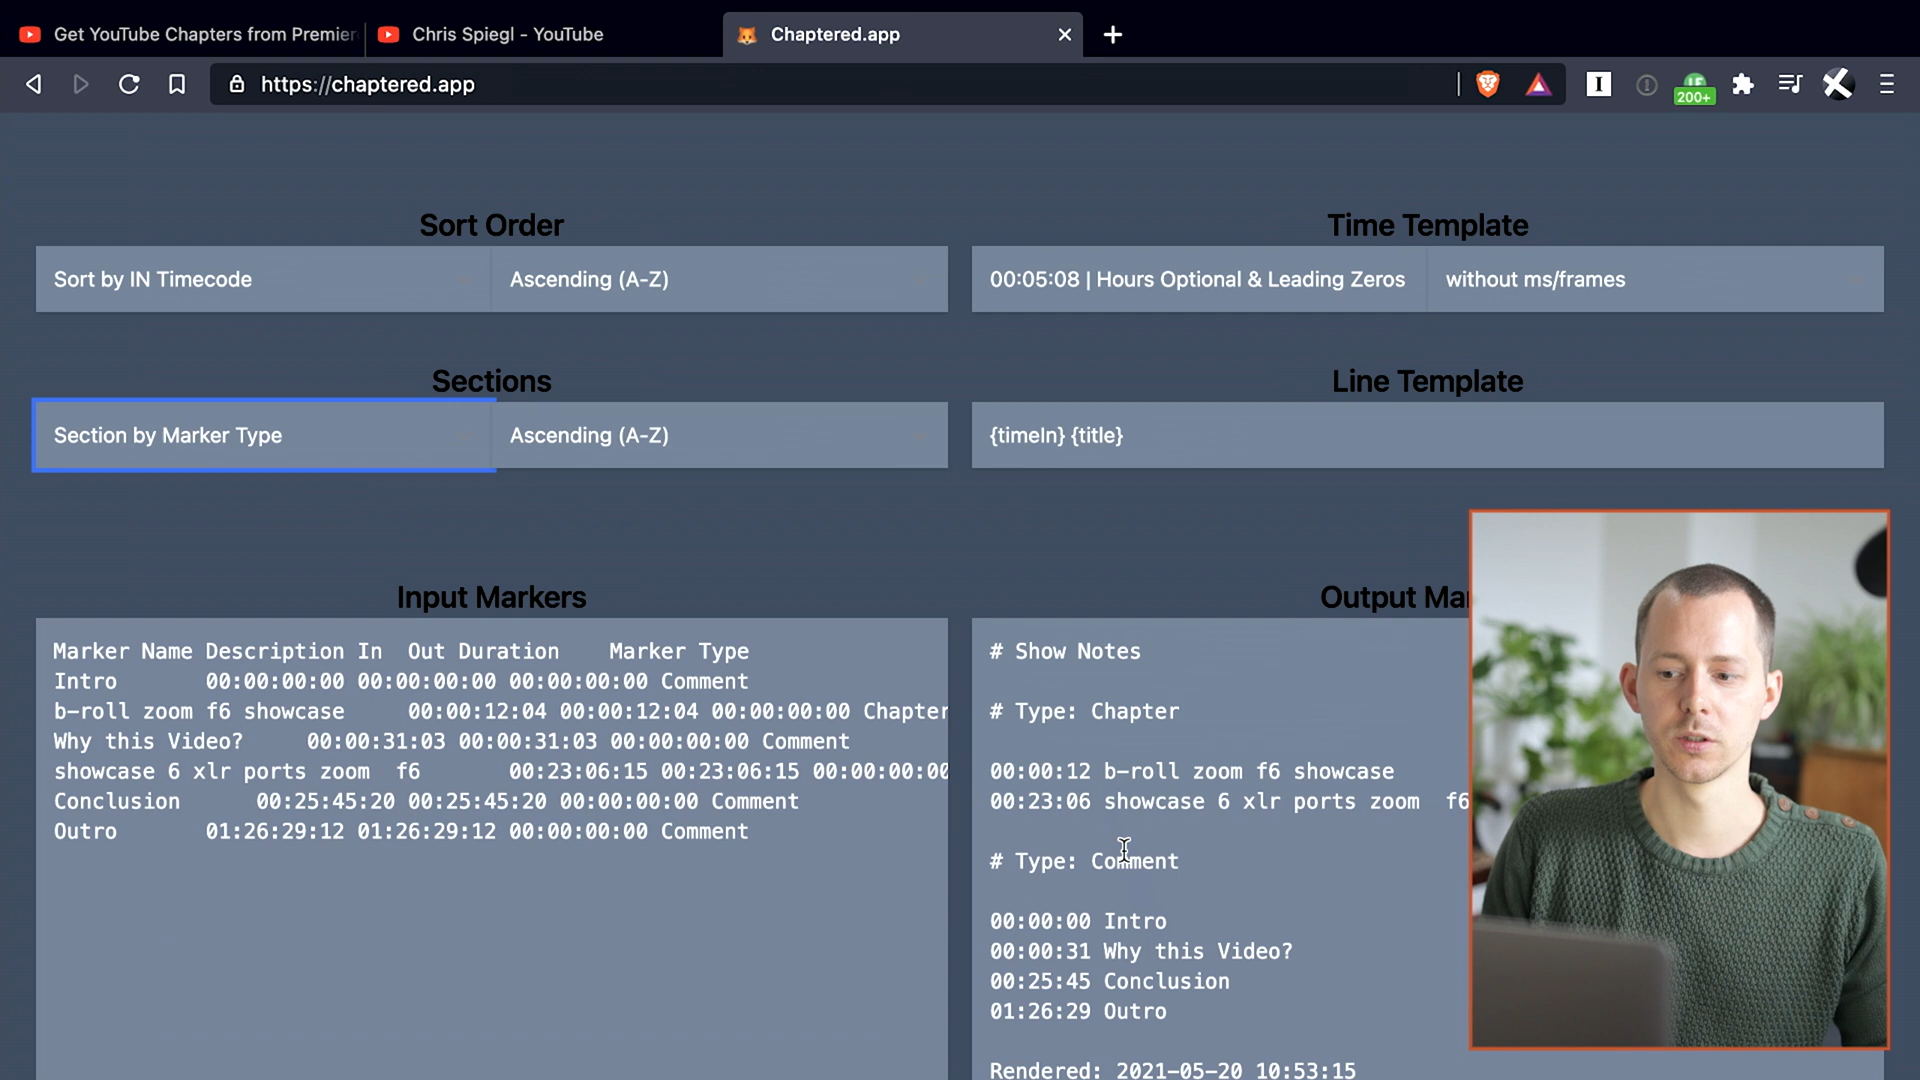 Get YouTube Chapters from Premier
Chris Spiegl - YouTube
Chaptered.app
https://chaptered.app
200+
Sort Order
Time Template
Sort by IN Timecode
Ascending (A-Z)
00:05:08 | Hours Optional & Leading Zeros
without ms/frames
Sections
Line Template
Section by Marker Type
Ascending (A-Z)
{timeIn} {title}
Input Markers
Marker Name Description In Out Duration Marker Type
Intro 00:00:00:00 00:00:00:00 00:00:00:00 Comment
b-roll zoom f6 showcase 00:00:12:04 00:00:12:04 00:00:00:00 Chapter
Why this Video? 00:00:31:03 00:00:31:03 00:00:00:00 Comment
showcase 6 xlr ports zoom f6 00:23:06:15 00:23:06:15 00:00:00:00
Conclusion 00:25:45:20 00:25:45:20 00:00:00:00 Comment
Outro 01:26:29:12 01:26:29:12 00:00:00:00 Comment
Output Mar
# Show Notes
# Type: Chapter
00:00:12 b-roll zoom f6 showcase
00:23:06 showcase 6 xlr ports zoom f6
# Type: Comment
00:00:00 Intro
00:00:31 Why this Video?
00:25:45 Conclusion
01:26:29 Outro
Rendered: 2021-05-20 10:53:15